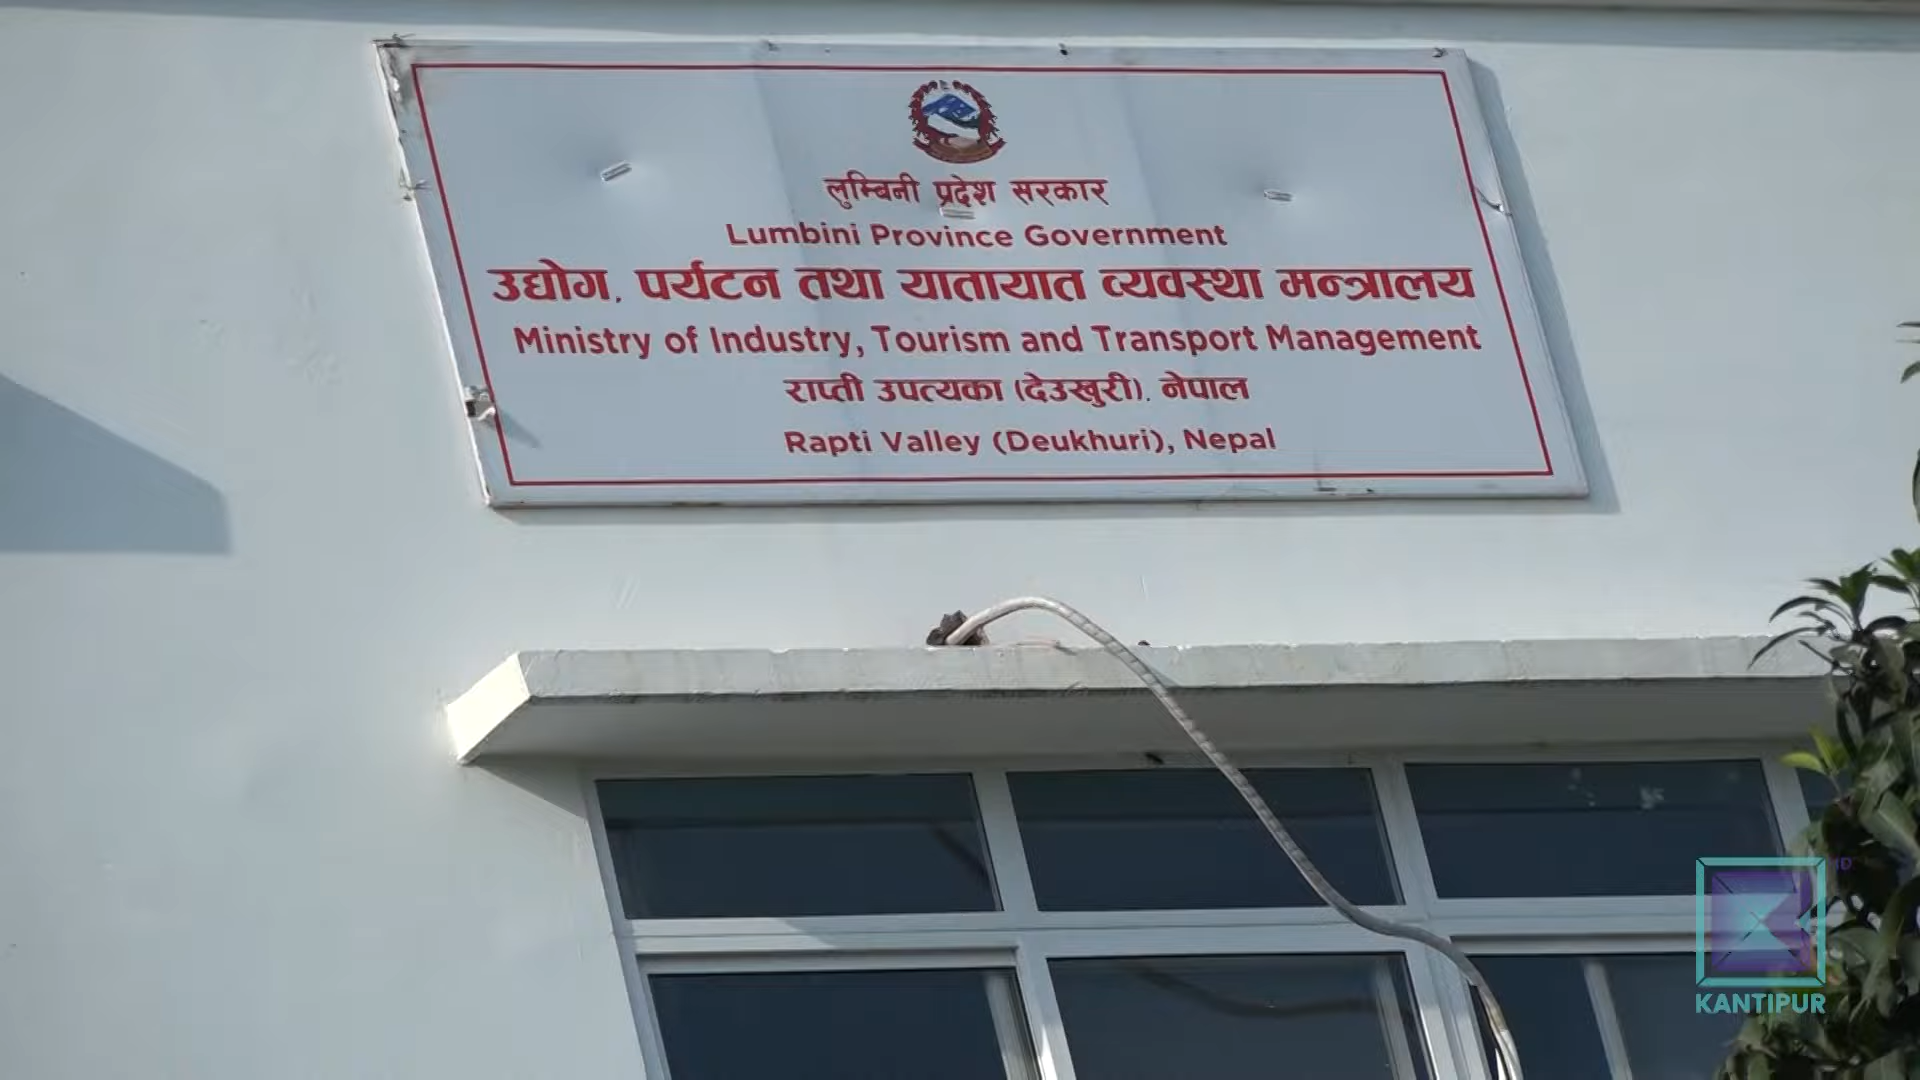 लुम्बिनी प्रदेश सरकार
Lumbini Province Government
उद्योग, पर्यटन तथा यातायात व्यवस्था मन्त्रालय
Ministry of Industry, Tourism and Transport Management
राप्ती उपत्यका (देउखुरी), नेपाल
Rapti Valley (Deukhuri), Nepal
HD
KANTIPUR